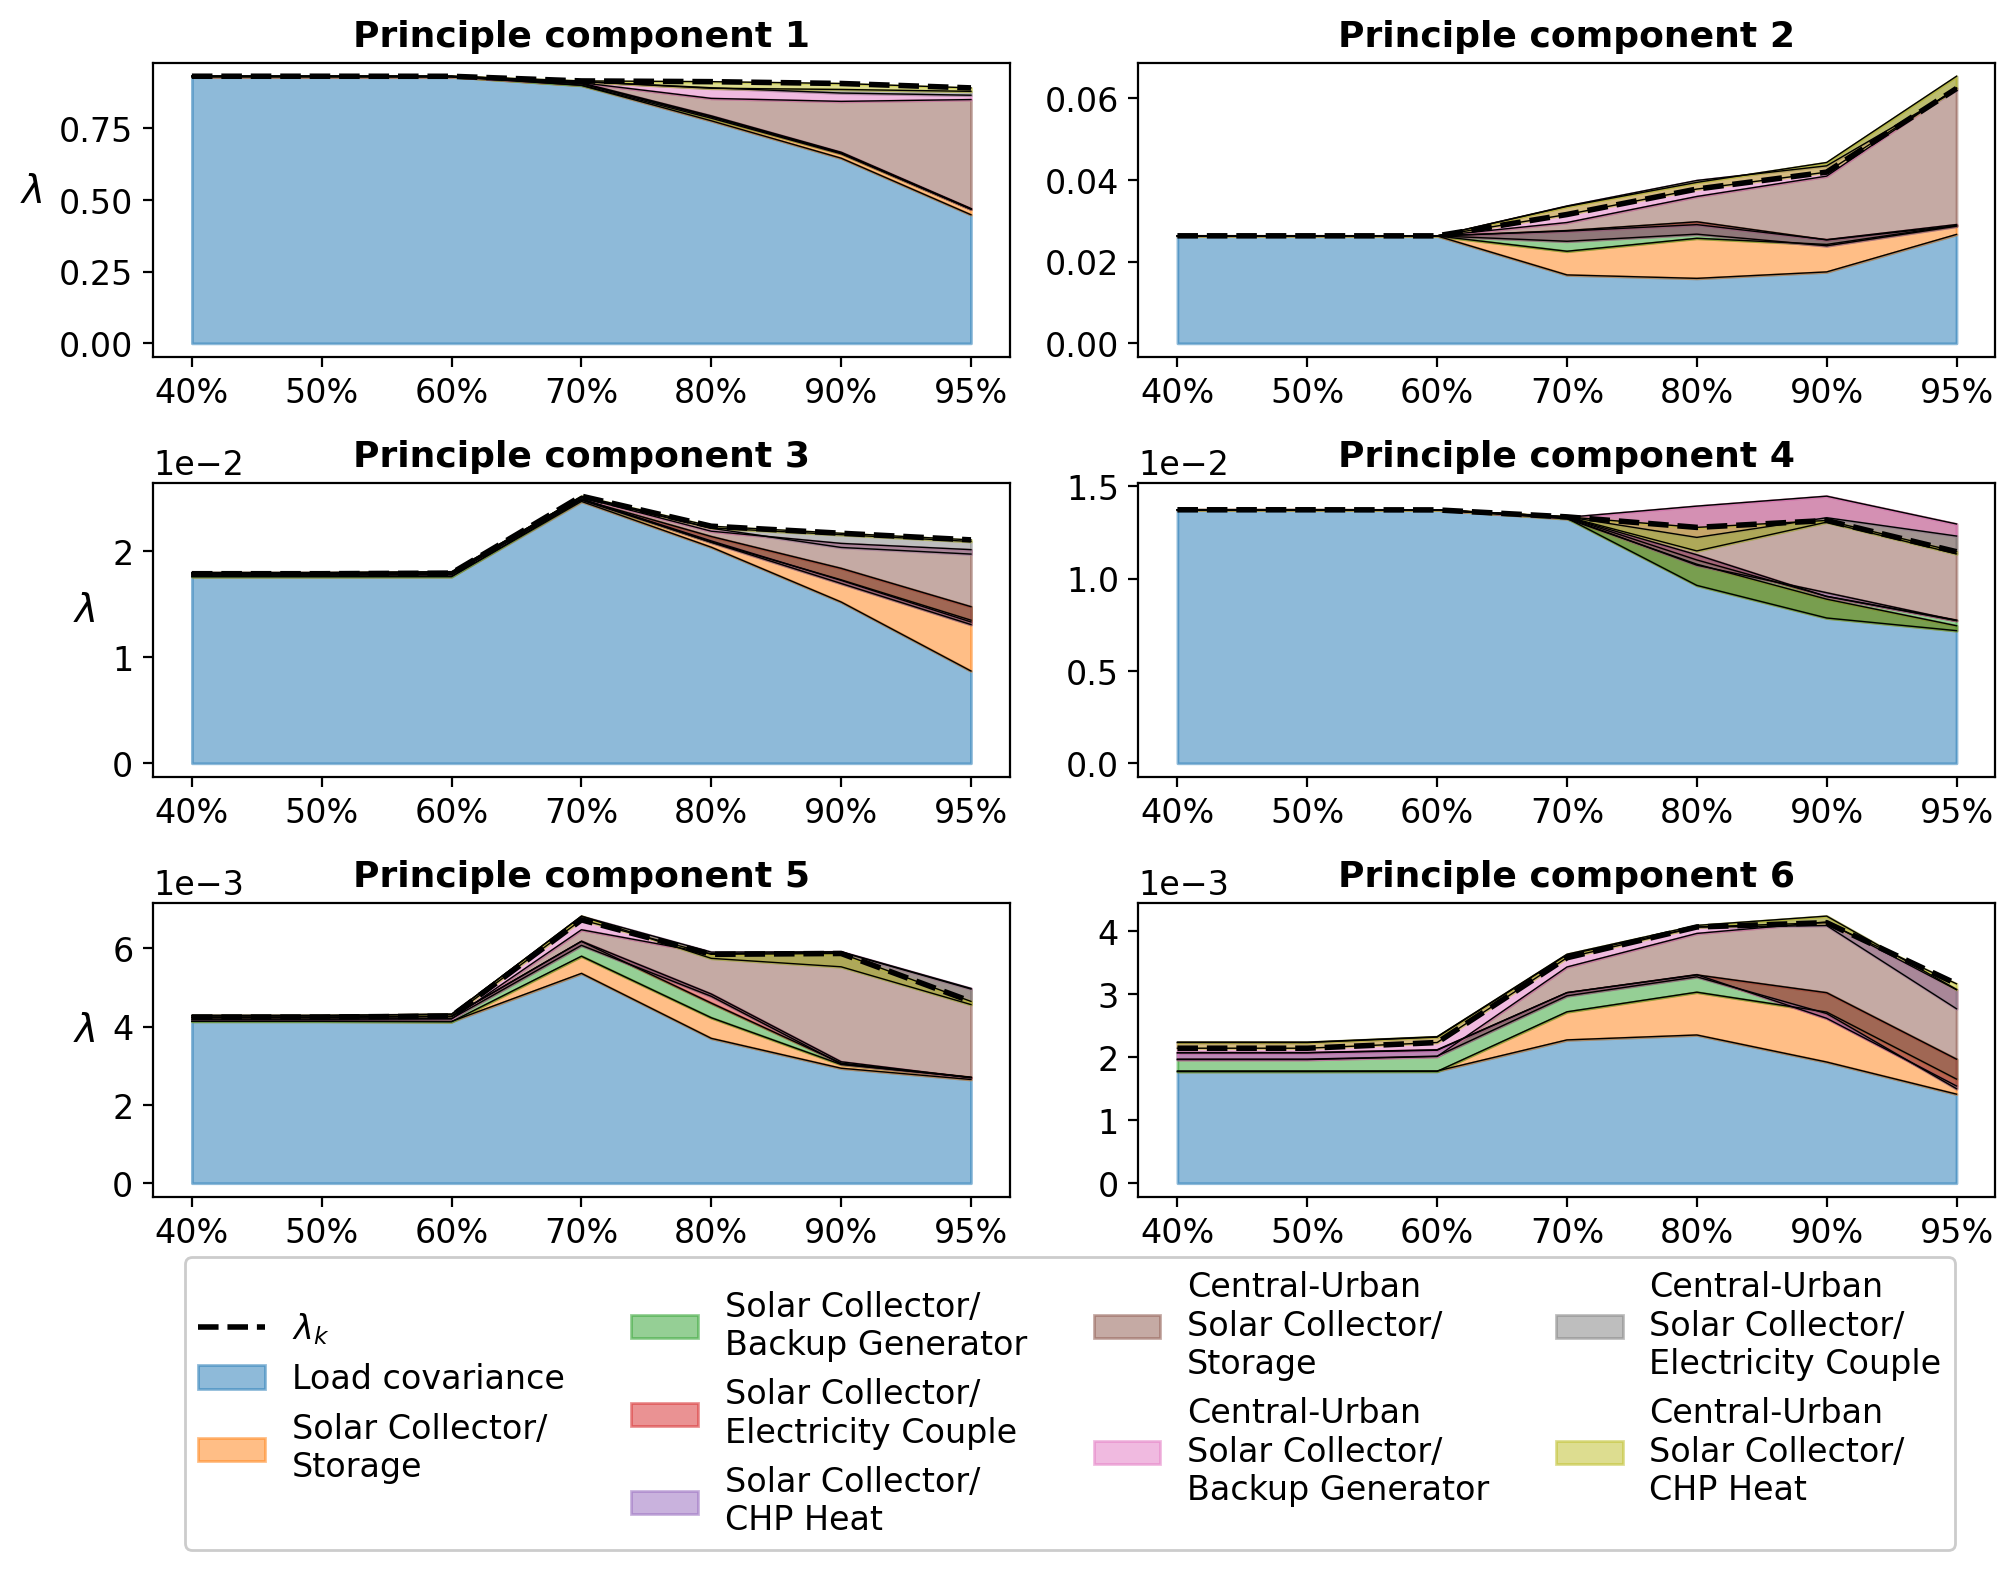 Principle component 1
λ
0.75
0.50
0.25
0.00
40% 50% 60% 70% 80% 90% 95%
Principle component 2
0.06
0.04
0.02
0.00
40% 50% 60% 70% 80% 90% 95%
Principle component 3
1e−2
λ
2
1
0
40% 50% 60% 70% 80% 90% 95%
Principle component 4
1e−2
1.5
1.0
0.5
0.0
40% 50% 60% 70% 80% 90% 95%
Principle component 5
1e−3
λ
6
4
2
0
40% 50% 60% 70% 80% 90% 95%
Principle component 6
1e−3
4
3
2
1
0
40% 50% 60% 70% 80% 90% 95%
λk
Load covariance
Solar Collector/
Storage
Solar Collector/
Backup Generator
Solar Collector/
Electricity Couple
Solar Collector/
CHP Heat
Central-Urban
Solar Collector/
Storage
Central-Urban
Solar Collector/
Backup Generator
Central-Urban
Solar Collector/
Electricity Couple
Central-Urban
Solar Collector/
CHP Heat